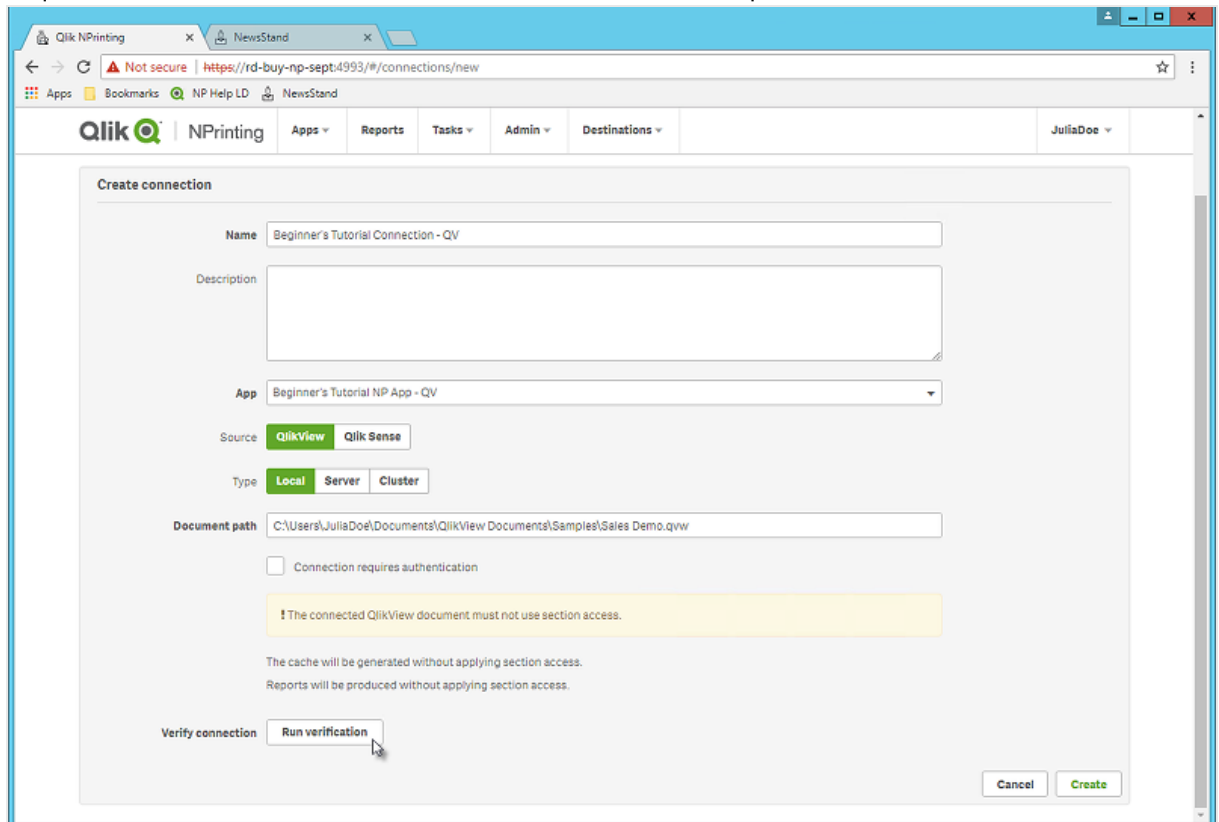 Qlik NPrinting
NewsStand
Not secure https://rd-buy-np-sept:4993/#/connections/new
Apps Bookmarks NP Help LD NewsStand
Qlik NPrinting Apps Reports Tasks Admin Destinations JuliaDoe
Create connection
Name Beginner's Tutorial Connection - QV
Description
App Beginner's Tutorial NP App - QV
Source QlikView Qlik Sense
Type Local Server Cluster
Document path C:\Users\JuliaDoe\Documents\QlikView Documents\Samples\Sales Demo.qvw
Connection requires authentication
! The connected QlikView document must not use section access.
The cache will be generated without applying section access.
Reports will be produced without applying section access.
Verify connection Run verification
Cancel Create